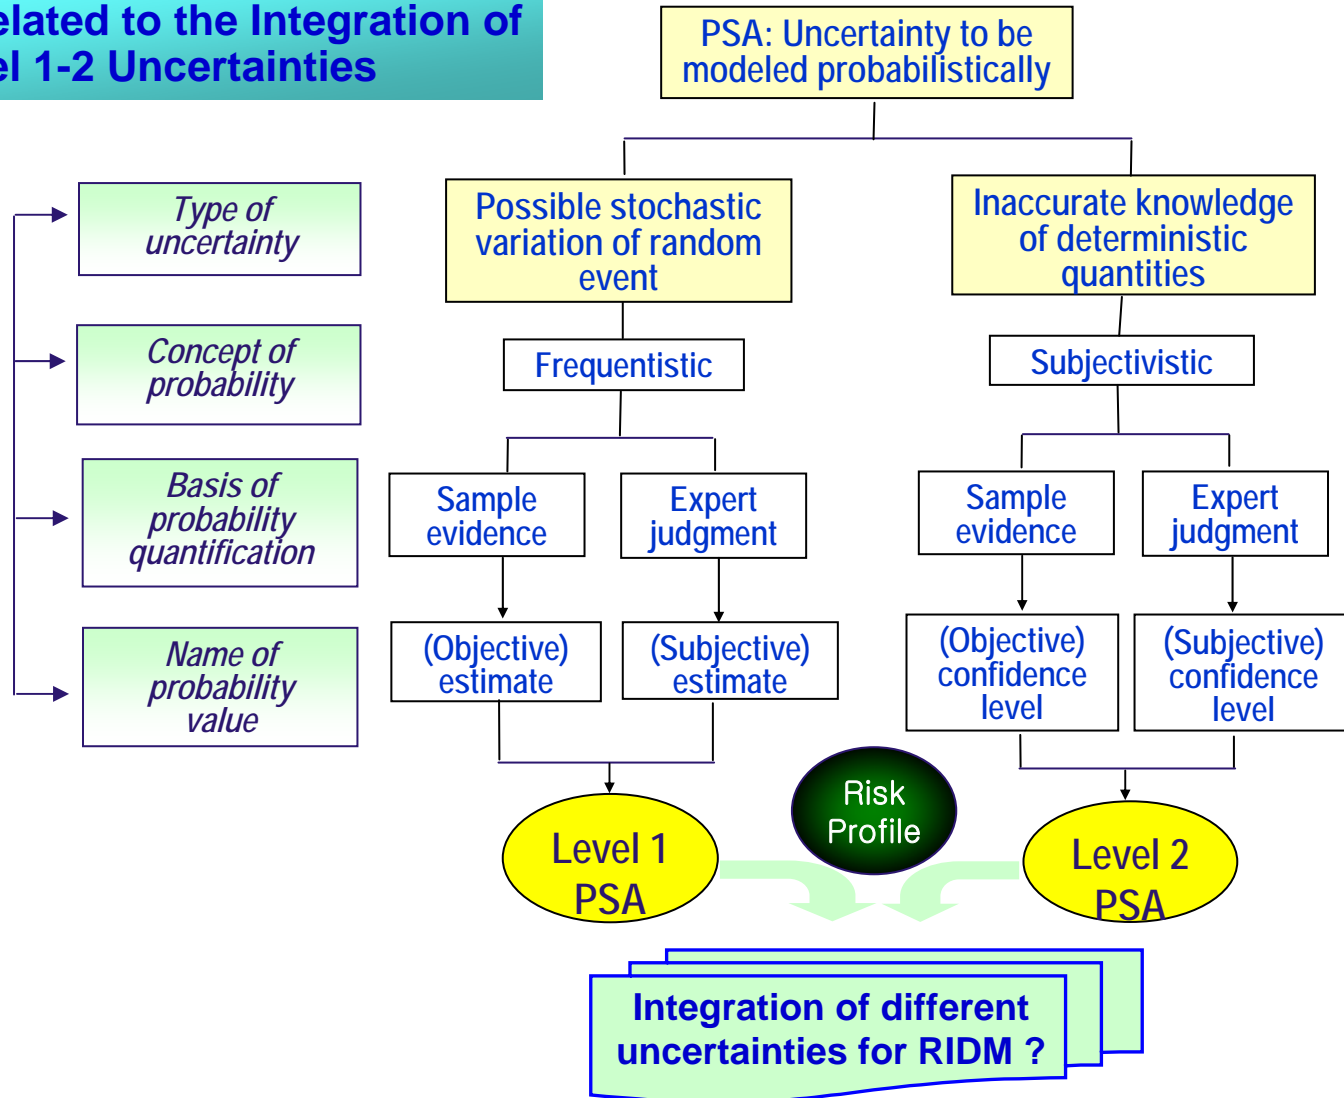 elated to the Integration of
el 1-2 Uncertainties
PSA: Uncertainty to be
modeled probabilistically
Type of
uncertainty
Possible stochastic
variation of random
event
Inaccurate knowledge
of deterministic
quantities
Concept of
probability
Frequentistic
Subjectivistic
Basis of
probability
quantification
Sample
evidence
Expert
judgment
Sample
evidence
Expert
judgment
Name of
probability
value
(Objective)
estimate
(Subjective)
estimate
(Objective)
confidence
level
(Subjective)
confidence
level
Risk
Profile
Level 1
PSA
Level 2
PSA
Integration of different
uncertainties for RIDM ?